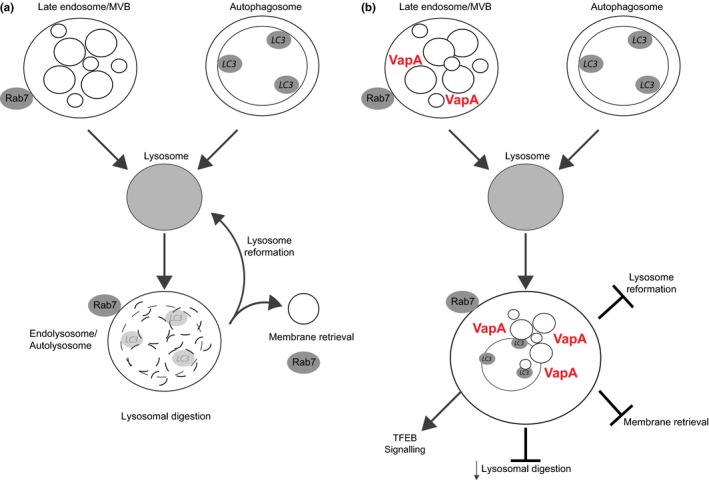 (a)
Late endosome/MVB
Autophagosome
LC3
LC3
LC3
Rab7
Lysosome
Lysosome
reformation
Rab7
LC3
LC3
LC3
Endolysosome/
Autolysosome
Membrane retrieval
Rab7
Lysosomal digestion
(b)
Late endosome/MVB
Autophagosome
LC3
LC3
LC3
VapA
VapA
Rab7
Lysosome
Lysosome
reformation
Rab7
VapA
VapA
VapA
LC3
LC3
LC3
Membrane retrieval
TFEB
Signalling
↓ Lysosomal digestion